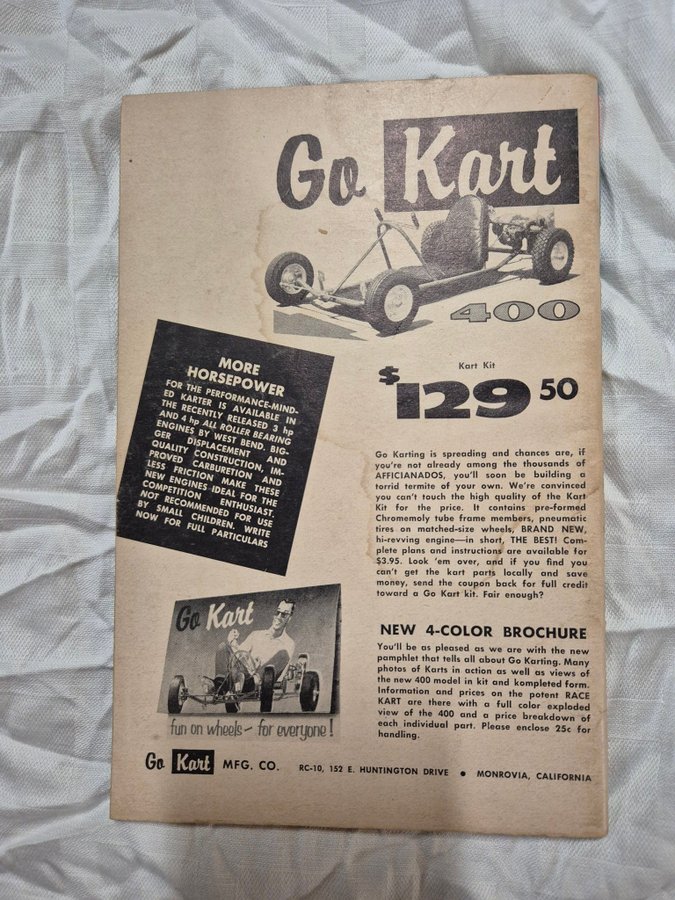 Go Kart
400
Kart Kit
$129 50
MORE
HORSEPOWER
FOR THE PERFORMANCE-MIND-
ED KARTER IS AVAILABLE IN
THE RECENTLY RELEASED 3 hp
AND 4 hp ALL ROLLER BEARING
ENGINES BY WEST BEND. BIG-
GER DISPLACEMENT AND
QUALITY CONSTRUCTION, IM-
PROVED CARBURETION AND
LESS FRICTION MAKE THESE
NEW ENGINES IDEAL FOR THE
COMPETITION ENTHUSIAST.
NOT RECOMMENDED FOR USE
BY SMALL CHILDREN. WRITE
NOW FOR FULL PARTICULARS
Go Karting is spreading and chances are, if
you're not already among the thousands of
AFFICIANADOS, you'll soon be building a
torrid termite of your own. We're convinced
you can't touch the high quality of the Kart
Kit for the price. It contains pre-formed
Chromemoly tube frame members, pneumatic
tires on matched-size wheels, BRAND NEW,
hi-revving engine—in short, THE BEST! Com-
plete plans and instructions are available for
$3.95. Look 'em over, and if you find you
can't get the kart parts locally and save
money, send the coupon back for full credit
toward a Go Kart kit. Fair enough?
Go Kart
fun on wheels – for everyone!
NEW 4-COLOR BROCHURE
You'll be as pleased as we are with the new
pamphlet that tells all about Go Karting. Many
photos of Karts in action as well as views of
the new 400 model in kit and kompleted form.
Information and prices on the potent RACE
KART are there with a full color exploded
view of the 400 and a price breakdown of
each individual part. Please enclose 25c for
handling.
Go Kart MFG. CO. RC-10, 152 E. HUNTINGTON DRIVE • MONROVIA, CALIFORNIA